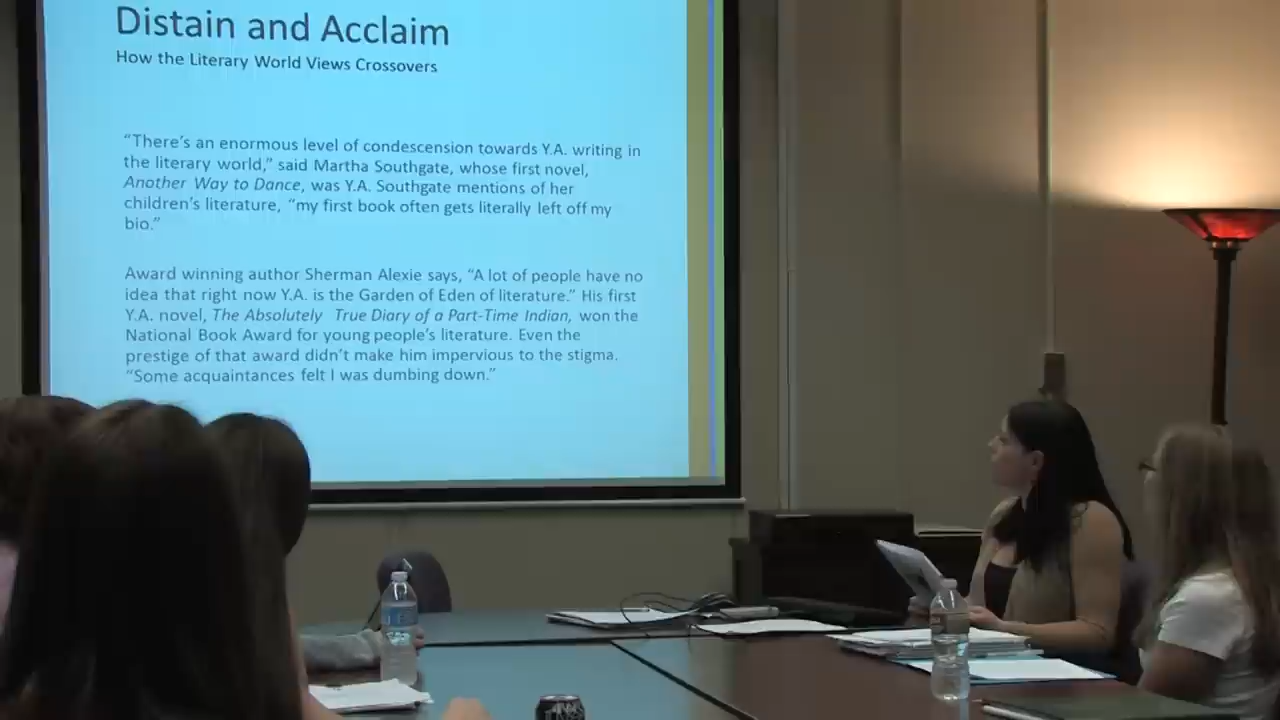 Distain and Acclaim
How the Literary World Views Crossovers
“There’s an enormous level of condescension towards Y.A. writing in
the literary world,” said Martha Southgate, whose first novel,
Another Way to Dance, was Y.A. Southgate mentions of her
children’s literature, “my first book often gets literally left off my
bio.”
Award winning author Sherman Alexie says, “A lot of people have no
idea that right now Y.A. is the Garden of Eden of literature.” His first
Y.A. novel, The Absolutely True Diary of a Part-Time Indian, won the
National Book Award for young people’s literature. Even the
prestige of that award didn’t make him impervious to the stigma.
“Some acquaintances felt I was dumbing down.”